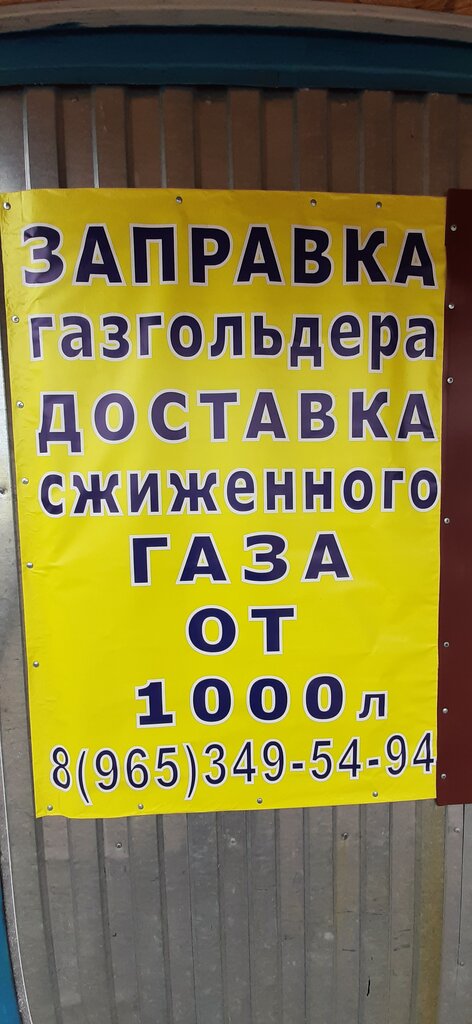 ЗАПРАВКА
газгольдера
ДОСТАВКА
сжиженного
ГАЗА
ОТ
1000л
8(965)349-54-94